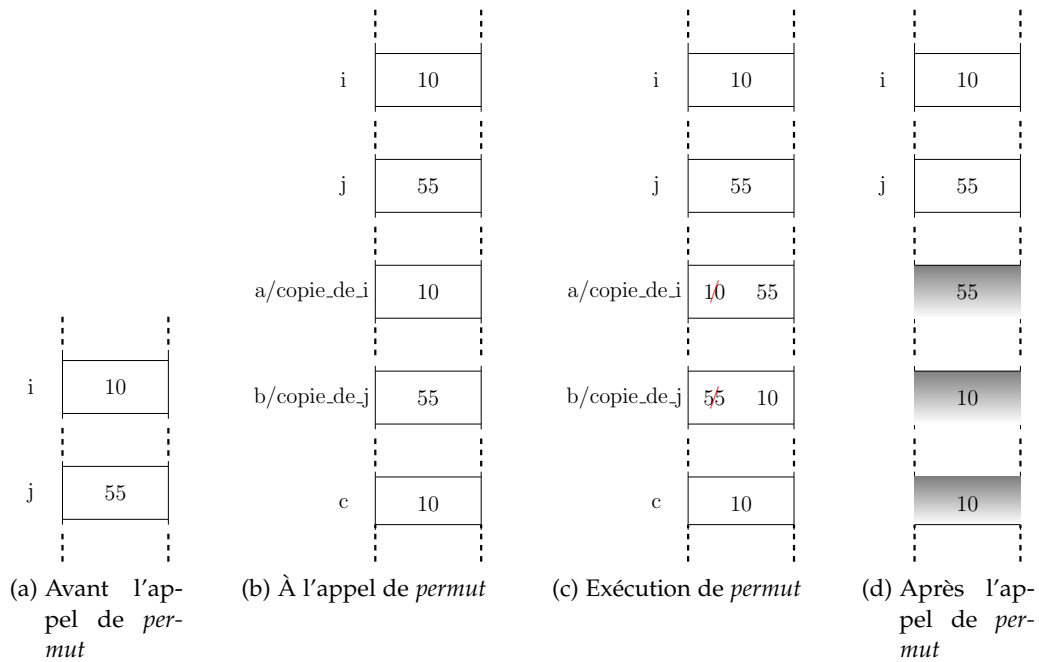 i 10
j 55
(a) Avant l'ap-
pel de per-
mut
i 10
j 55
a/copie_de_i 10
b/copie_de_j 55
c 10
(b) À l'appel de permut
i 10
j 55
a/copie_de_i 10 55
b/copie_de_j 55 10
c 10
(c) Exécution de permut
i 10
j 55
55
10
10
(d) Après l'ap-
pel de per-
mut